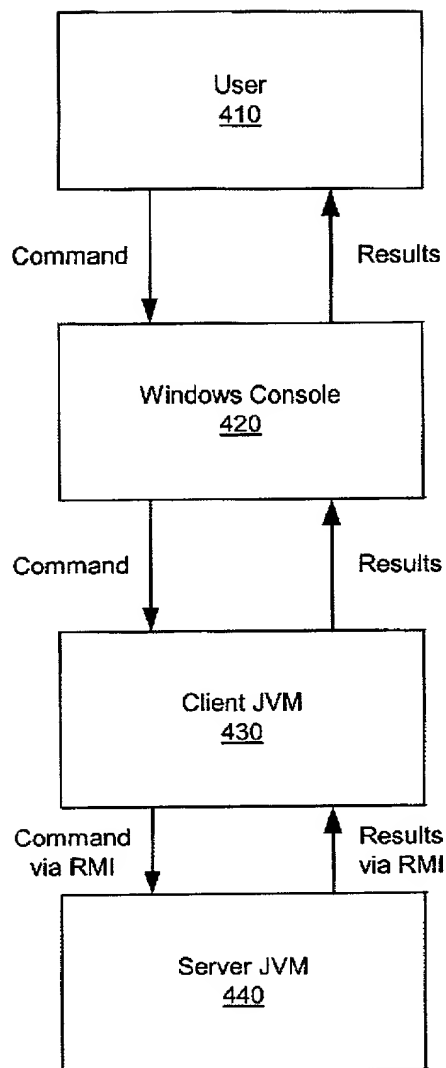 User
410
Command
Results
Windows Console
420
Command
Results
Client JVM
430
Command
via RMI
Results
via RMI
Server JVM
440